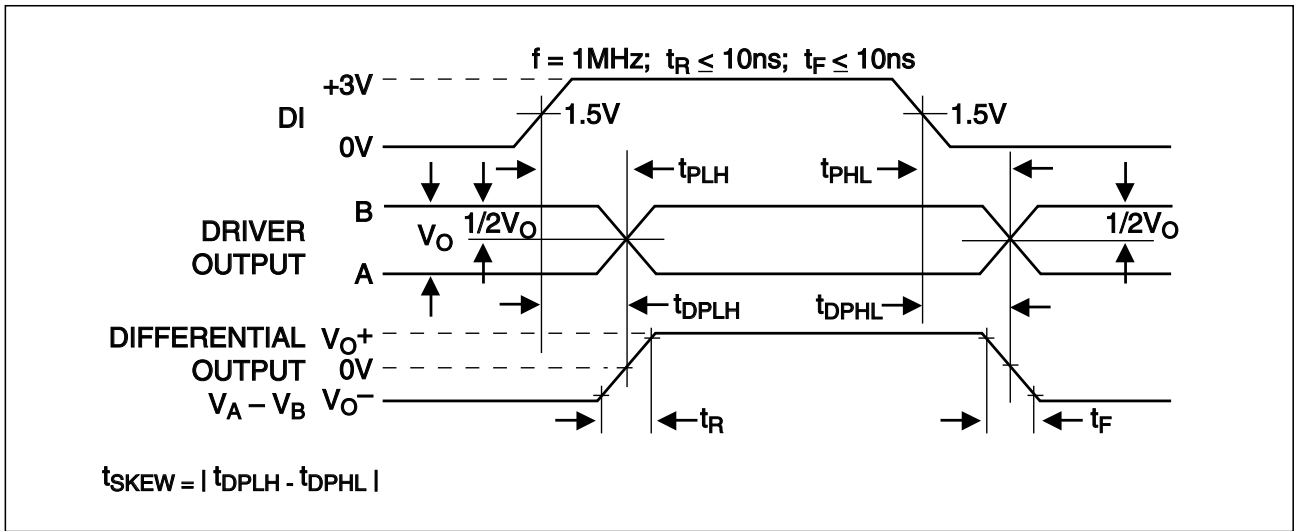 f = 1MHz; tR ≤ 10ns; tF ≤ 10ns
+3V
DI
1.5V
1.5V
0V
tPLH
tPHL
B
DRIVER
OUTPUT
VO
1/2VO
1/2VO
A
tDPLH
tDPHL
DIFFERENTIAL
OUTPUT
VA – VB
VO+
0V
VO–
tR
tF
tSKEW = | tDPLH - tDPHL |